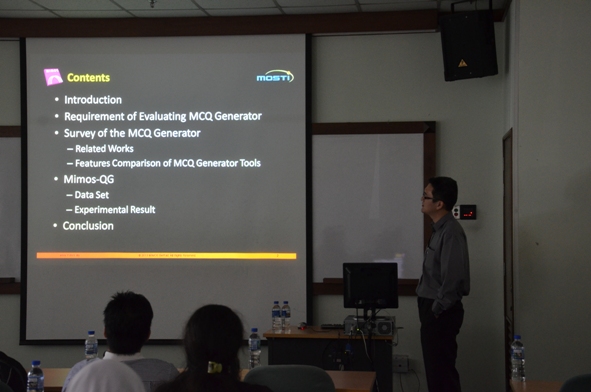 Contents
MOSTI
• Introduction
• Requirement of Evaluating MCQ Generator
• Survey of the MCQ Generator
– Related Works
– Features Comparison of MCQ Generator Tools
• Mimos-QG
– Data Set
– Experimental Result
• Conclusion